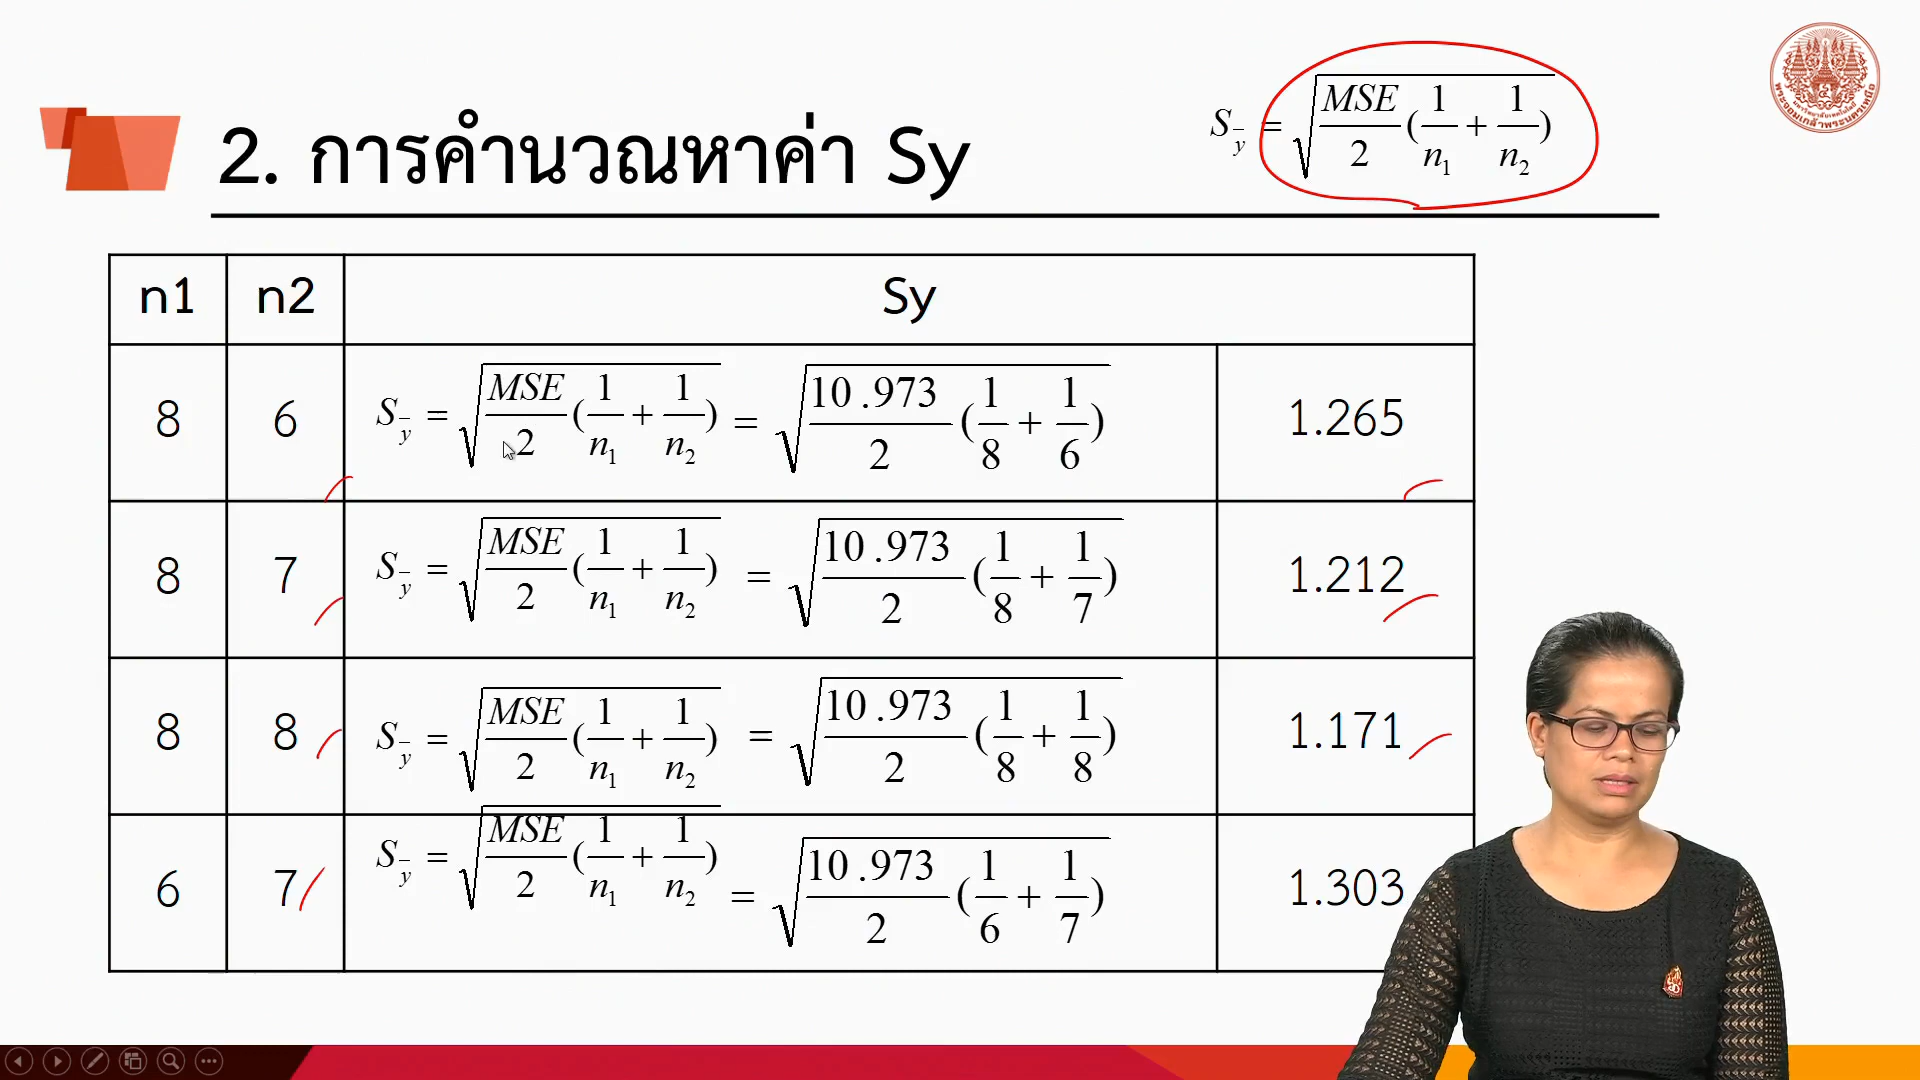 2. การคำนวณหาค่า Sy
S_ȳ = √(MSE/2 (1/n₁ + 1/n₂))
n1 n2 Sy
8 6 S_ȳ = √(MSE/2 (1/n₁ + 1/n₂)) = √(10.973/2 (1/8 + 1/6)) 1.265
8 7 S_ȳ = √(MSE/2 (1/n₁ + 1/n₂)) = √(10.973/2 (1/8 + 1/7)) 1.212
8 8 S_ȳ = √(MSE/2 (1/n₁ + 1/n₂)) = √(10.973/2 (1/8 + 1/8)) 1.171
6 7 S_ȳ = √(MSE/2 (1/n₁ + 1/n₂)) = √(10.973/2 (1/6 + 1/7)) 1.303